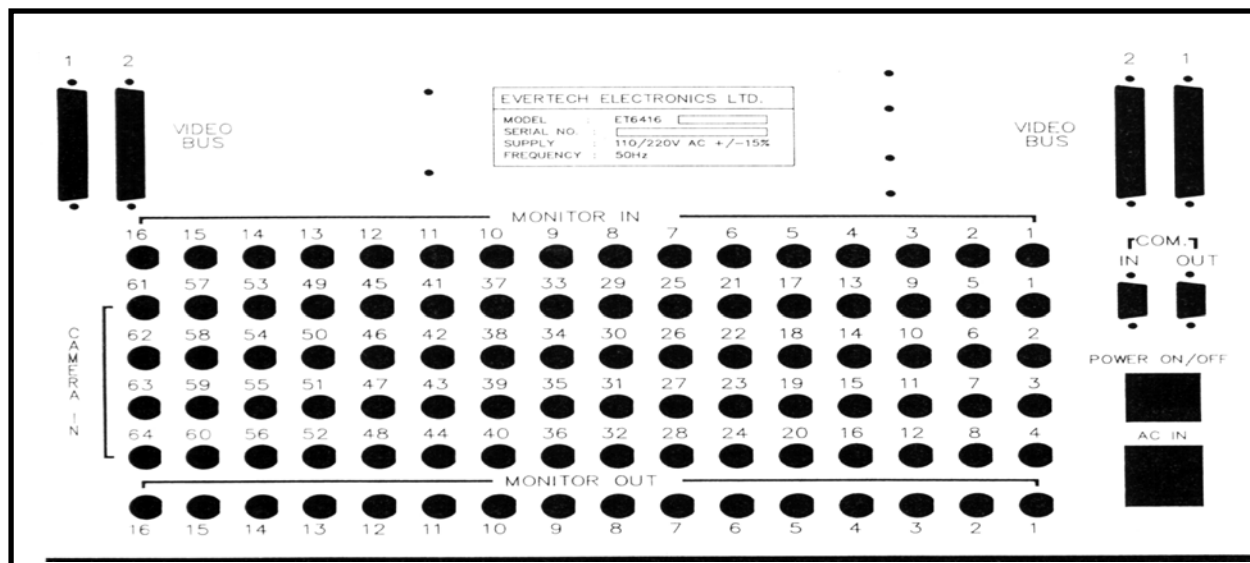 1 2
2 1
VIDEO
BUS
EVERTECH ELECTRONICS LTD.
MODEL : ET6416
SERIAL NO. :
SUPPLY : 110/220V AC +/-15%
FREQUENCY : 50Hz
VIDEO
BUS
MONITOR IN
16 15 14 13 12 11 10 9 8 7 6 5 4 3 2 1
COM.
IN OUT
61 57 53 49 45 41 37 33 29 25 21 17 13 9 5 1
CAMERA IN
62 58 54 50 46 42 38 34 30 26 22 18 14 10 6 2
POWER ON/OFF
63 59 55 51 47 43 39 35 31 27 23 19 15 11 7 3
64 60 56 52 48 44 40 36 32 28 24 20 16 12 8 4
AC IN
MONITOR OUT
16 15 14 13 12 11 10 9 8 7 6 5 4 3 2 1